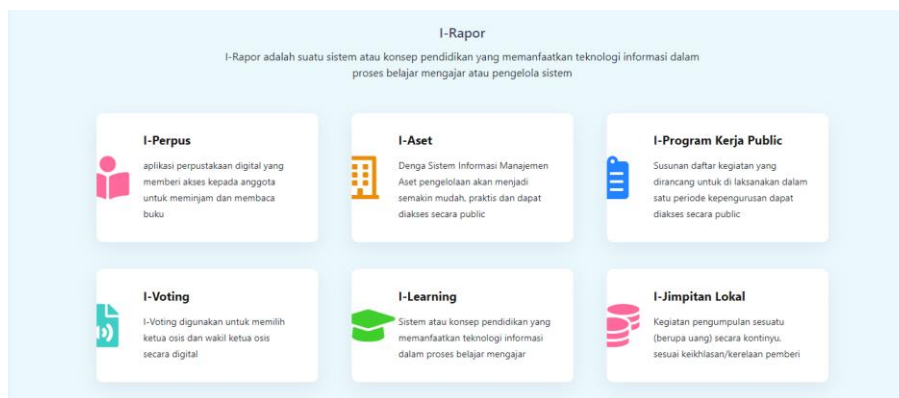 I-Rapor
I-Rapor adalah suatu sistem atau konsep pendidikan yang memanfaatkan teknologi informasi dalam
proses belajar mengajar atau pengelola sistem
I-Perpus
aplikasi perpustakaan digital yang
memberi akses kepada anggota
untuk meminjam dan membaca
buku
I-Aset
Denga Sistem Informasi Manajemen
Aset pengelolaan akan menjadi
semakin mudah, praktis dan dapat
diakses secara public
I-Program Kerja Public
Susunan daftar kegiatan yang
dirancang untuk di laksanakan dalam
satu periode kepengurusan dapat
diakses secara public
I-Voting
I-Voting digunakan untuk memilih
ketua osis dan wakil ketua osis
secara digital
I-Learning
Sistem atau konsep pendidikan yang
memanfaatkan teknologi informasi
dalam proses belajar mengajar
I-Jimpitan Lokal
Kegiatan pengumpulan sesuatu
(berupa uang) secara kontinyu,
sesuai keikhlasan/kerelaan pemberi